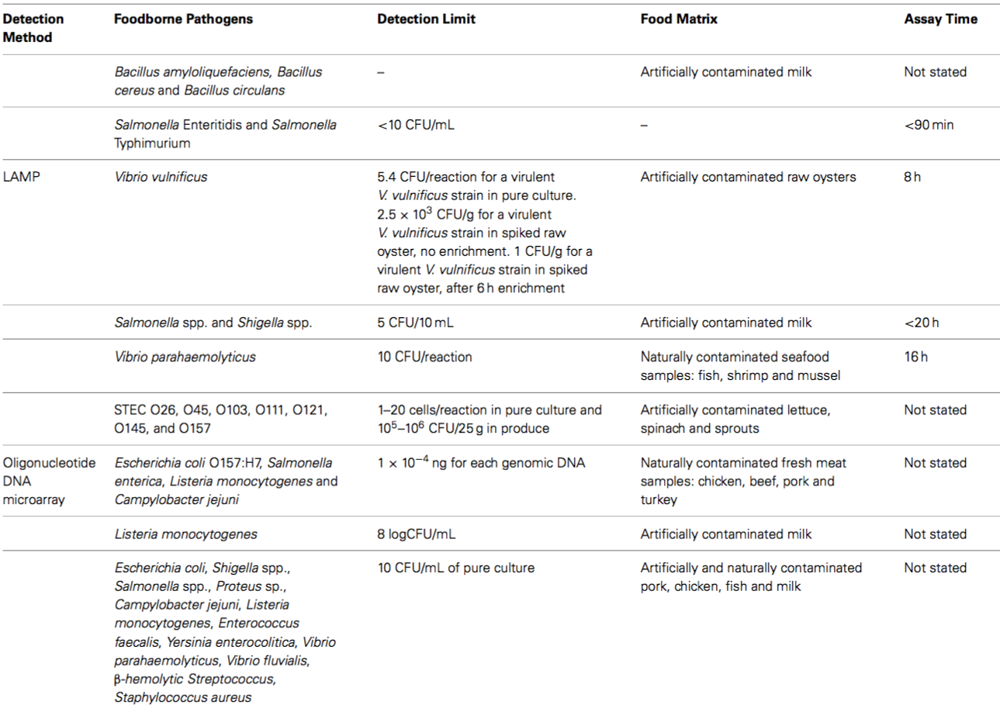 Detection Method	Foodborne Pathogens	Detection Limit	Food Matrix	Assay Time
Bacillus amyloliquefaciens, Bacillus
cereus and Bacillus circulans
–
Artificially contaminated milk
Not stated
Salmonella Enteritidis and Salmonella
Typhimurium
<10 CFU/mL
–
<90 min
LAMP
Vibrio vulnificus
5.4 CFU/reaction for a virulent
V. vulnificus strain in pure culture.
2.5 × 10³ CFU/g for a virulent
V. vulnificus strain in spiked raw
oyster, no enrichment. 1 CFU/g for a
virulent V. vulnificus strain in spiked
raw oyster, after 6 h enrichment
Artificially contaminated raw oysters
8 h
Salmonella spp. and Shigella spp.
5 CFU/10 mL
Artificially contaminated milk
<20 h
Vibrio parahaemolyticus
10 CFU/reaction
Naturally contaminated seafood
samples: fish, shrimp and mussel
16 h
STEC O26, O45, O103, O111, O121,
O145, and O157
1–20 cells/reaction in pure culture and
10⁵–10⁶ CFU/25 g in produce
Artificially contaminated lettuce,
spinach and sprouts
Not stated
Oligonucleotide
DNA
microarray
Escherichia coli O157:H7, Salmonella
enterica, Listeria monocytogenes and
Campylobacter jejuni
1 × 10⁻⁴ ng for each genomic DNA
Naturally contaminated fresh meat
samples: chicken, beef, pork and
turkey
Not stated
Listeria monocytogenes
8 logCFU/mL
Artificially contaminated milk
Not stated
Escherichia coli, Shigella spp.,
Salmonella spp., Proteus sp.,
Campylobacter jejuni, Listeria
monocytogenes, Enterococcus
faecalis, Yersinia enterocolitica, Vibrio
parahaemolyticus, Vibrio fluvialis,
β-hemolytic Streptococcus,
Staphylococcus aureus
10 CFU/mL of pure culture
Artificially and naturally contaminated
pork, chicken, fish and milk
Not stated